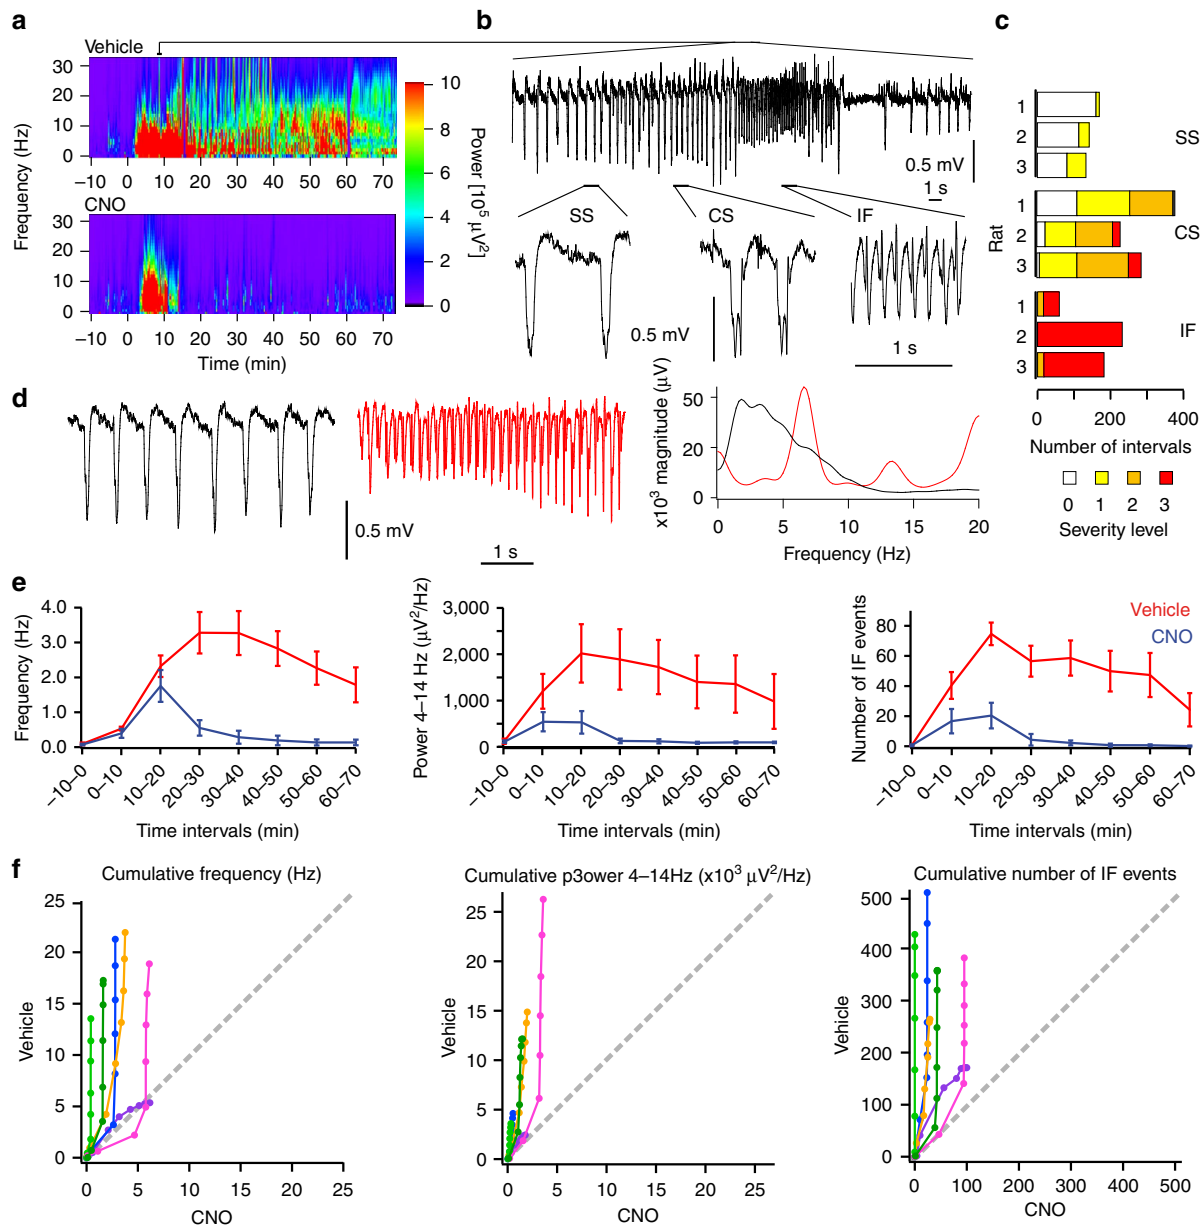 a
Vehicle
30
20
10
0
–10 0 10 20 30 40 50 60 70
CNO
30
20
10
0
–10 0 10 20 30 40 50 60 70
Frequency (Hz)
Time (min)
10
8
6
4
2
0
Power [10⁵ μV²]
b
0.5 mV
1 s
SS
CS
IF
0.5 mV
1 s
c
1
2
3
SS
1
2
3
CS
1
2
3
IF
Rat
0 200 400
Number of intervals
0 1 2 3
Severity level
d
0.5 mV
1 s
x10³ magnitude (μV)
50
20
0
0 5 10 15 20
Frequency (Hz)
e
Frequency (Hz)
4.0
3.0
2.0
1.0
0.0
–10–0 0–10 10–20 20–30 30–40 40–50 50–60 60–70
Time intervals (min)
Power 4–14 Hz (μV²/Hz)
3,000
2,000
1,000
0
–10–0 0–10 10–20 20–30 30–40 40–50 50–60 60–70
Time intervals (min)
Number of IF events
80
60
40
20
0
Vehicle
CNO
–10–0 0–10 10–20 20–30 30–40 40–50 50–60 60–70
Time intervals (min)
f
Cumulative frequency (Hz)
Vehicle
25
20
15
10
5
0
0 5 10 15 20 25
CNO
Cumulative p3ower 4–14Hz (x10³ μV²/Hz)
Vehicle
25
20
15
10
5
0
0 5 10 15 20 25
CNO
Cumulative number of IF events
Vehicle
500
400
300
200
100
0
0 100 200 300 400 500
CNO